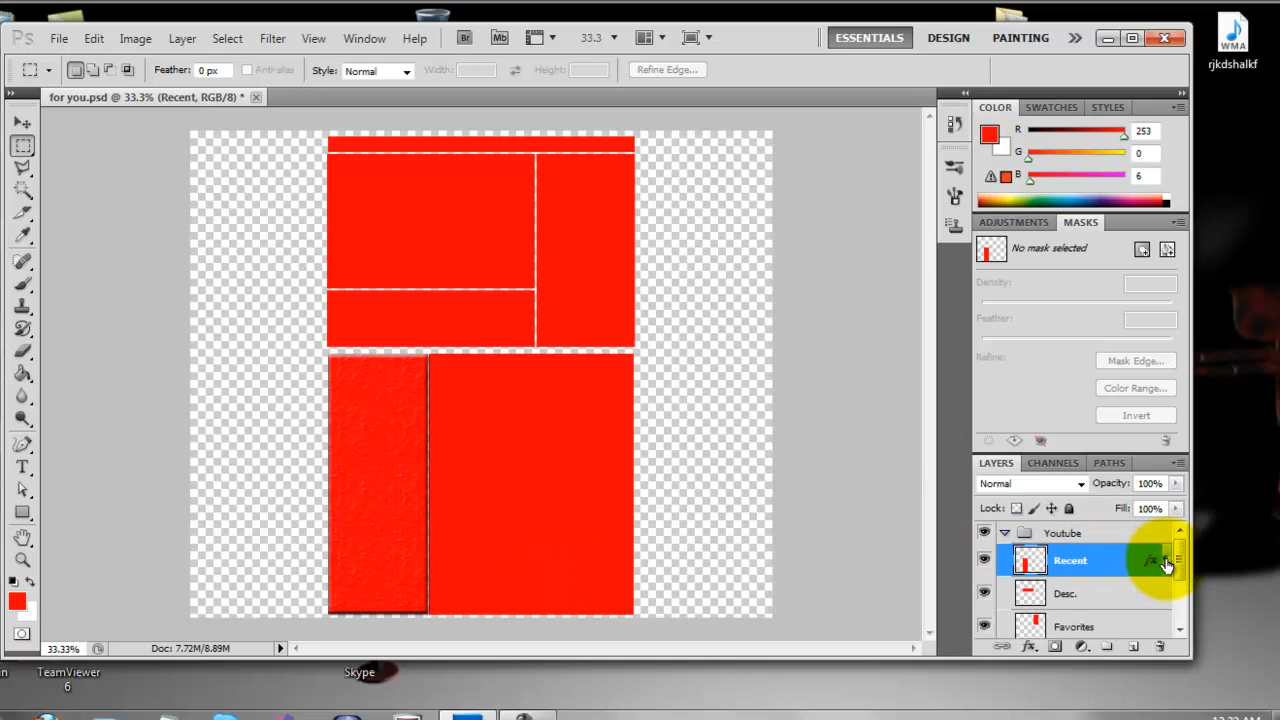 Ps File Edit Image Layer Select Filter View Window Help Br Mb 33.3 ESSENTIALS DESIGN PAINTING
WMA
rjkdshalkf
Feather: 0 px Anti-alias Style: Normal Width: Height: Refine Edge...
for you.psd @ 33.3% (Recent, RGB/8) *
COLOR SWATCHES STYLES
R 253
G 0
B 6
ADJUSTMENTS MASKS
No mask selected
Density:
Feather:
Refine: Mask Edge...
Color Range...
Invert
LAYERS CHANNELS PATHS
Normal Opacity: 100%
Lock: Fill: 100%
Youtube
Recent fx
Desc.
Favorites
33.33% Doc: 7.72M/8.89M
TeamViewer
6
Skype